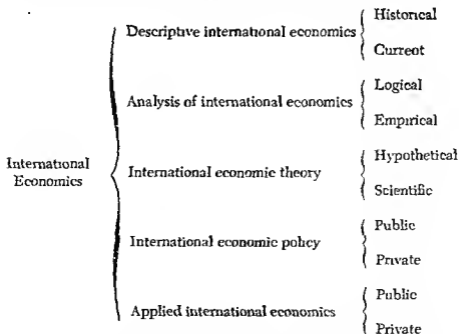 Historical
Descriptive international economics
Current
Logical
Analysis of international economics
Empirical
Hypothetical
International
Economics
International economic theory
Scientific
Public
International economic policy
Private
Public
Applied international economics
Private